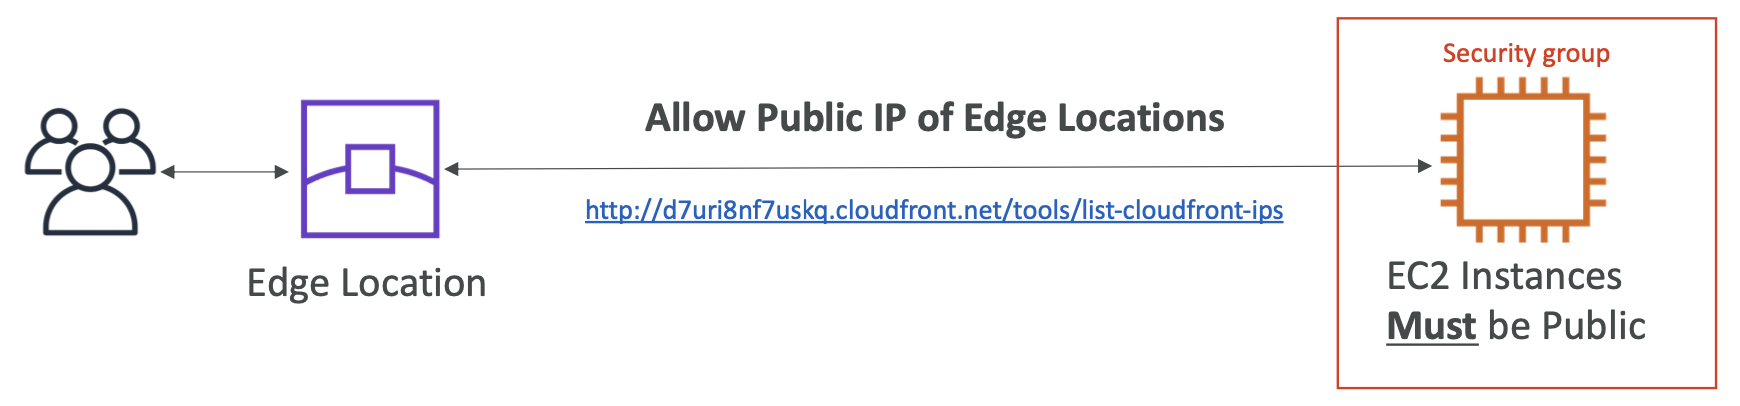 Security group
Allow Public IP of Edge Locations
http://d7uri8nf7uskq.cloudfront.net/tools/list-cloudfront-ips
Edge Location
EC2 Instances
Must be Public